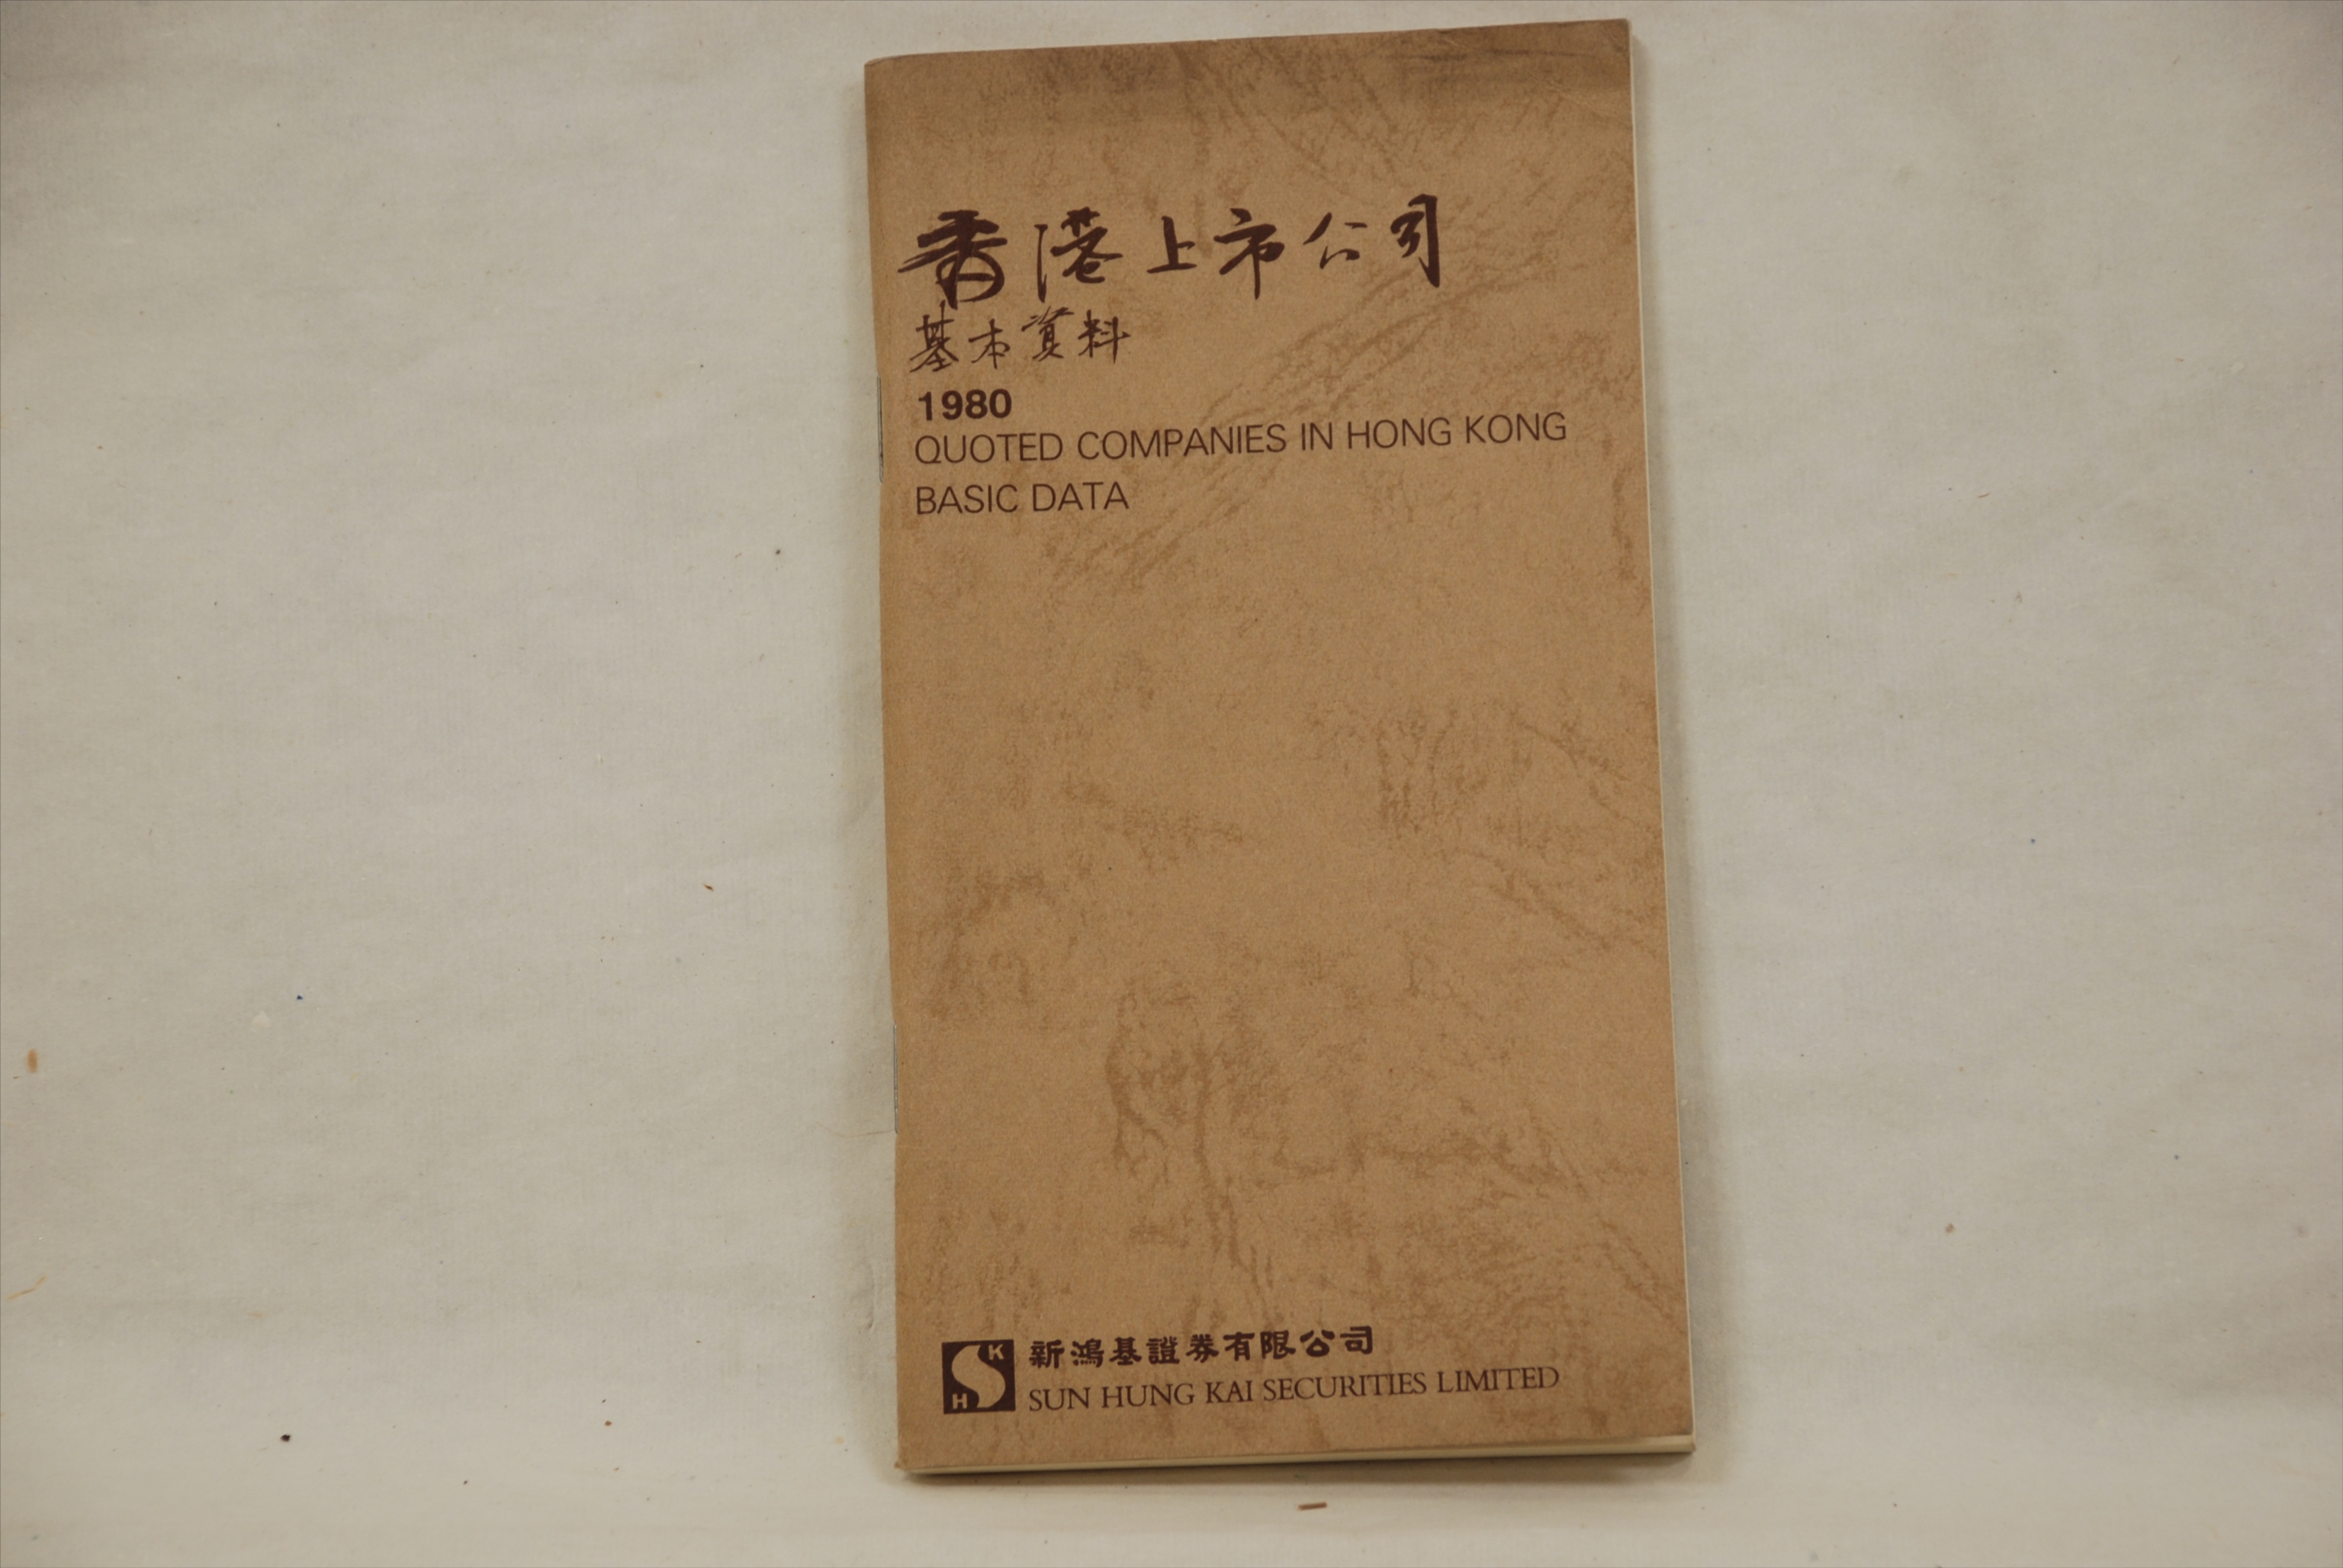 香港上市公司
基本資料
1980
QUOTED COMPANIES IN HONG KONG
BASIC DATA
SHK
新鴻基證券有限公司
SUN HUNG KAI SECURITIES LIMITED